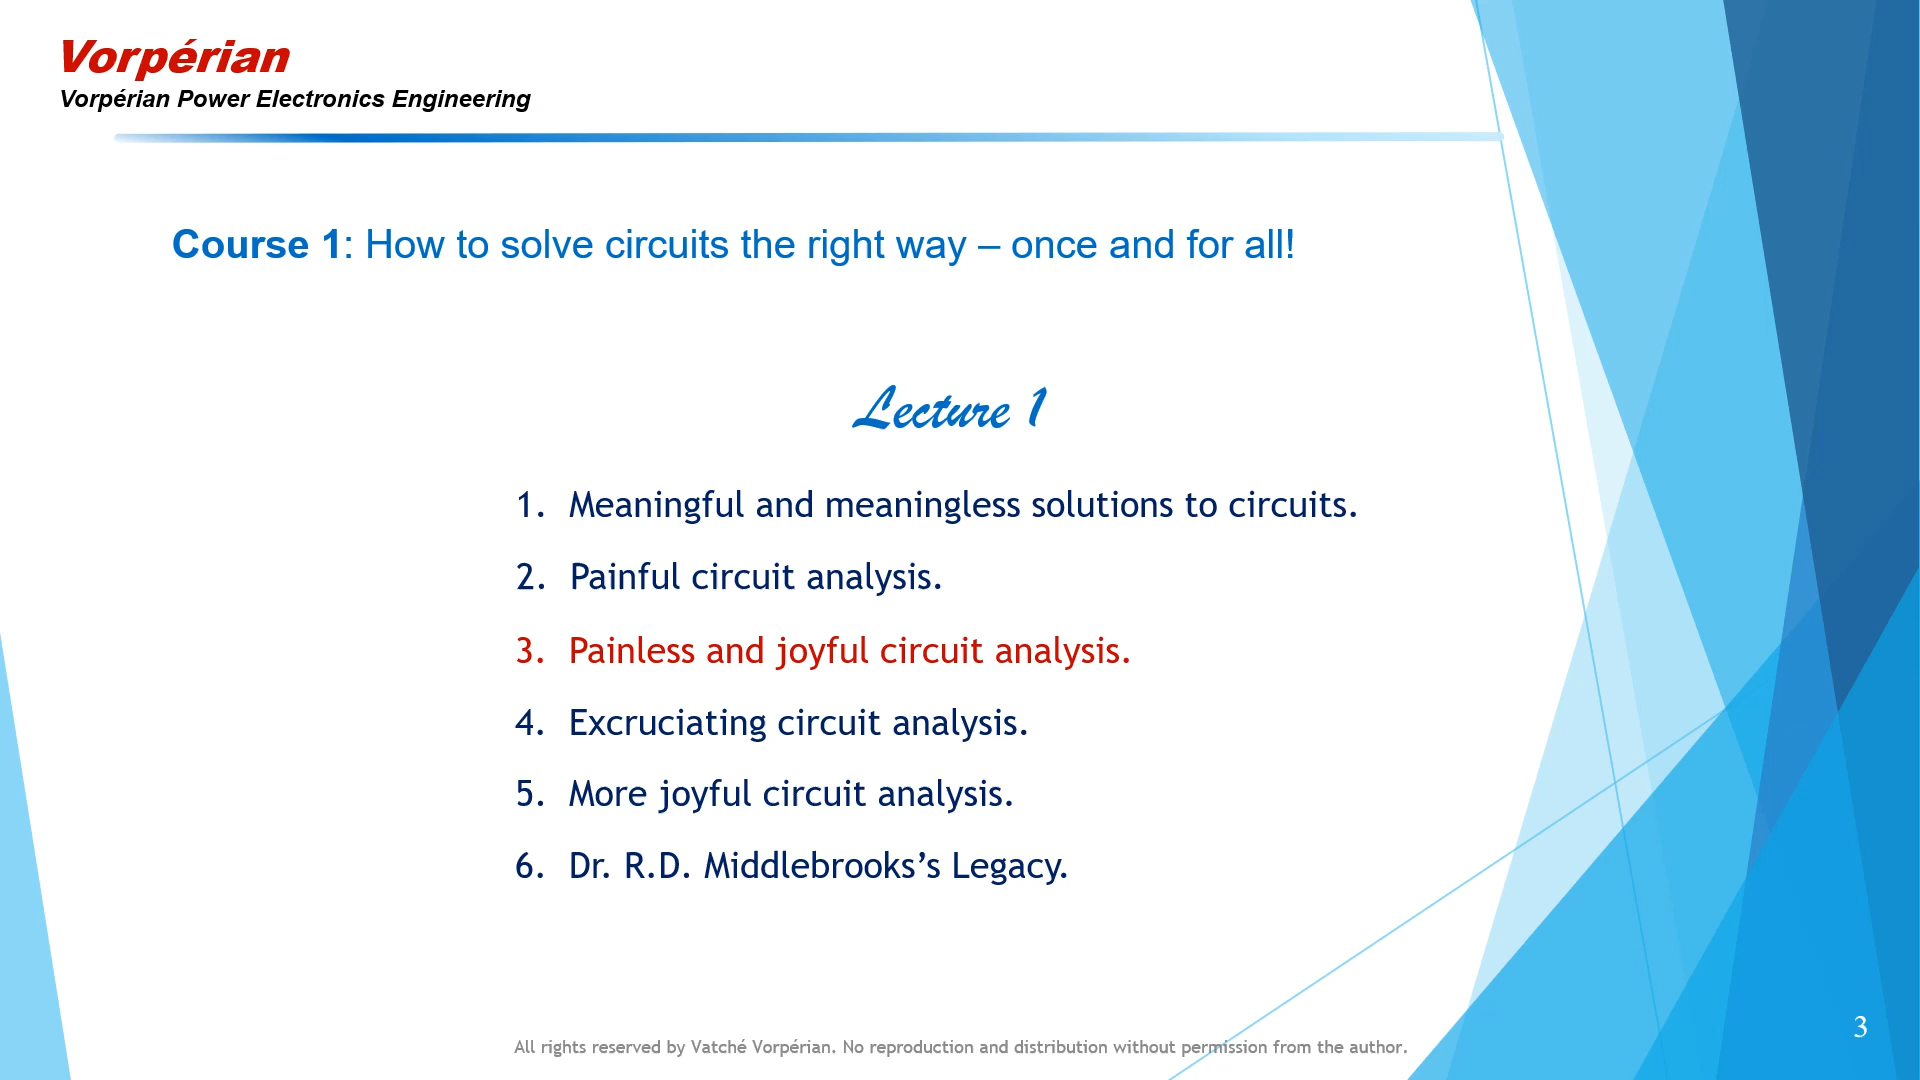 Vorpérian
Vorpérian Power Electronics Engineering
Course 1: How to solve circuits the right way – once and for all!
Lecture 1
1. Meaningful and meaningless solutions to circuits.
2. Painful circuit analysis.
3. Painless and joyful circuit analysis.
4. Excruciating circuit analysis.
5. More joyful circuit analysis.
6. Dr. R.D. Middlebrooks’s Legacy.
All rights reserved by Vatché Vorpérian. No reproduction and distribution without permission from the author.
3